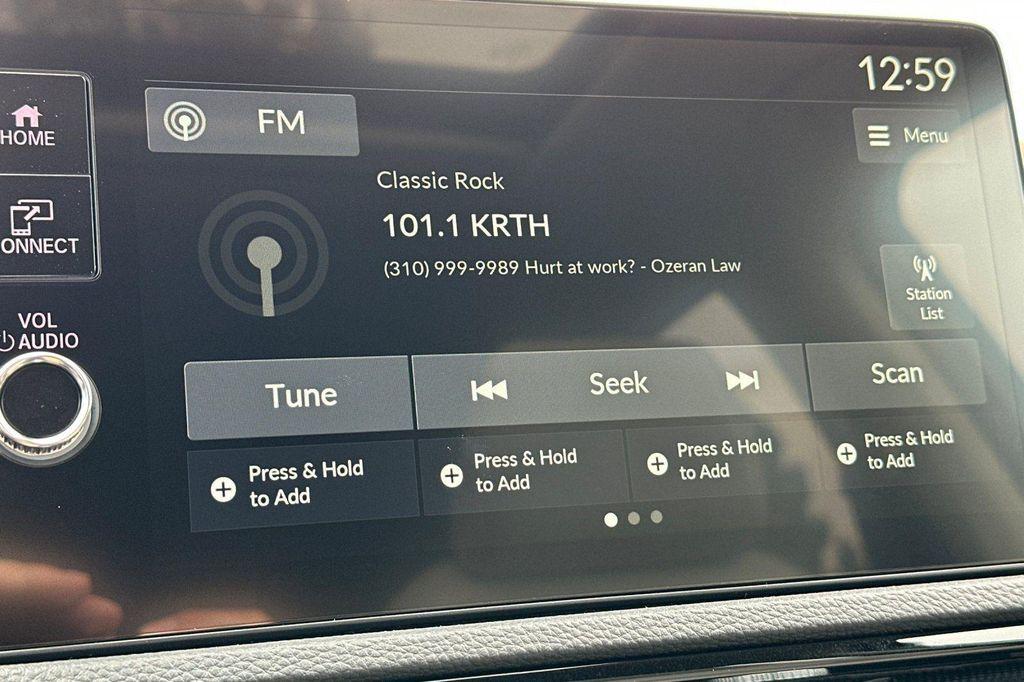 12:59
HOME
FM
Menu
Classic Rock
101.1 KRTH
(310) 999-9989 Hurt at work? - Ozeran Law
ONNECT
Station
List
VOL
AUDIO
Tune
Seek
Scan
Press & Hold
to Add
Press & Hold
to Add
Press & Hold
to Add
Press & Hold
to Add